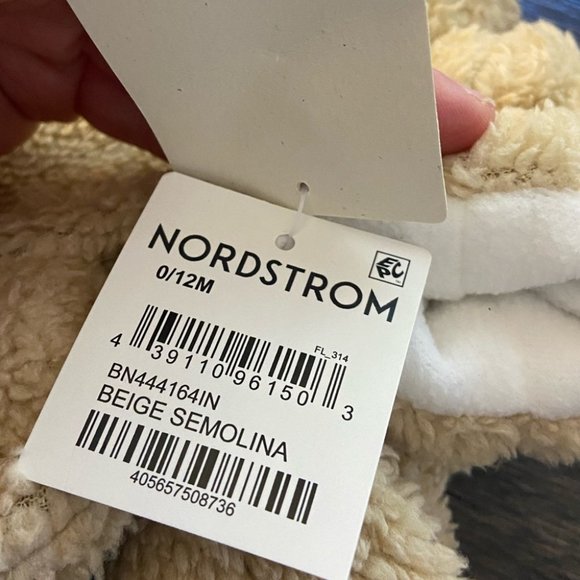 NORDSTROM
0/12M
EPC
FL_314
4 39110 96150 3
BN444164IN
BEIGE SEMOLINA
405657508736